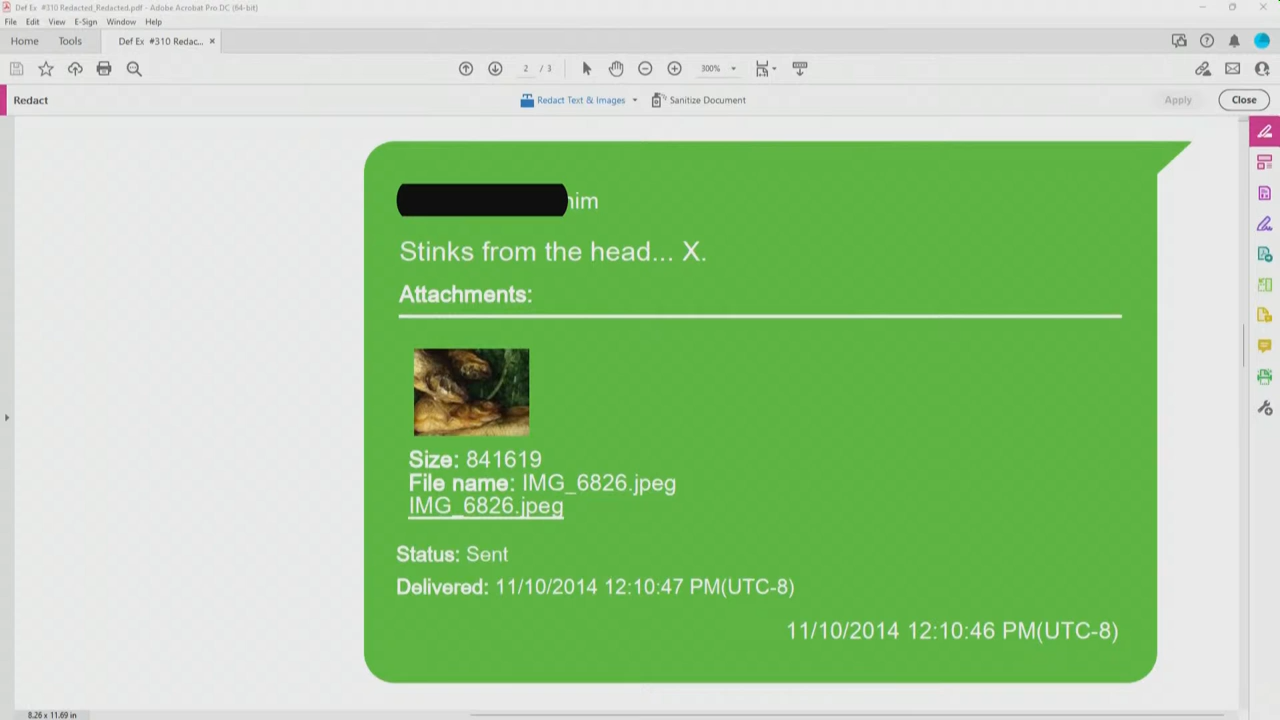 Def Ex #310 Redacted_Redacted.pdf - Adobe Acrobat Pro DC (64-bit)
File Edit View E-Sign Window Help
Home Tools Def Ex #310 Redac... ×
2 / 3 300%
Redact Redact Text & Images Sanitize Document Apply Close
him
Stinks from the head... X.
Attachments:
Size: 841619
File name: IMG_6826.jpeg
IMG_6826.jpeg
Status: Sent
Delivered: 11/10/2014 12:10:47 PM(UTC-8)
11/10/2014 12:10:46 PM(UTC-8)
8.26 x 11.69 in